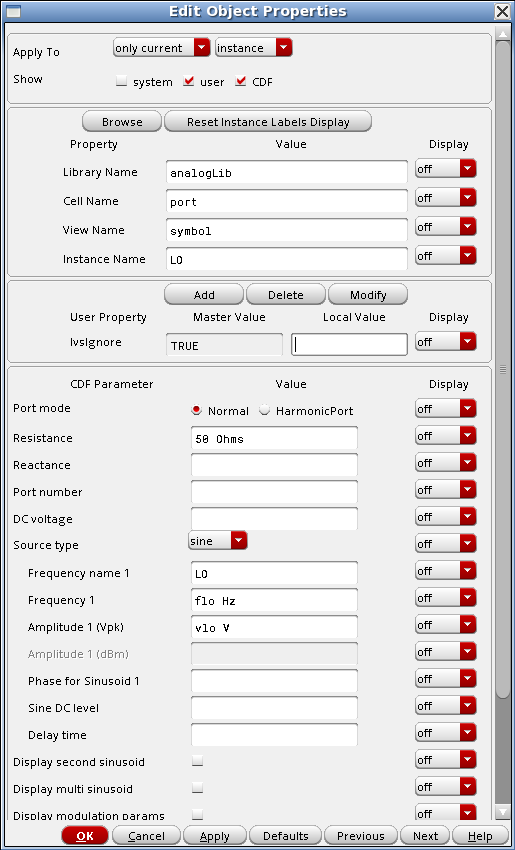 Edit Object Properties
Apply To only current instance
Show system user CDF
Browse Reset Instance Labels Display
Property Value Display
Library Name analogLib off
Cell Name port off
View Name symbol off
Instance Name LO off
Add Delete Modify
User Property Master Value Local Value Display
lvsIgnore TRUE off
CDF Parameter Value Display
Port mode Normal HarmonicPort off
Resistance 50 Ohms off
Reactance off
Port number off
DC voltage off
Source type sine off
Frequency name 1 LO off
Frequency 1 flo Hz off
Amplitude 1 (Vpk) vlo V off
Amplitude 1 (dBm) off
Phase for Sinusoid 1 off
Sine DC level off
Delay time off
Display second sinusoid off
Display multi sinusoid off
Display modulation params off
OK Cancel Apply Defaults Previous Next Help